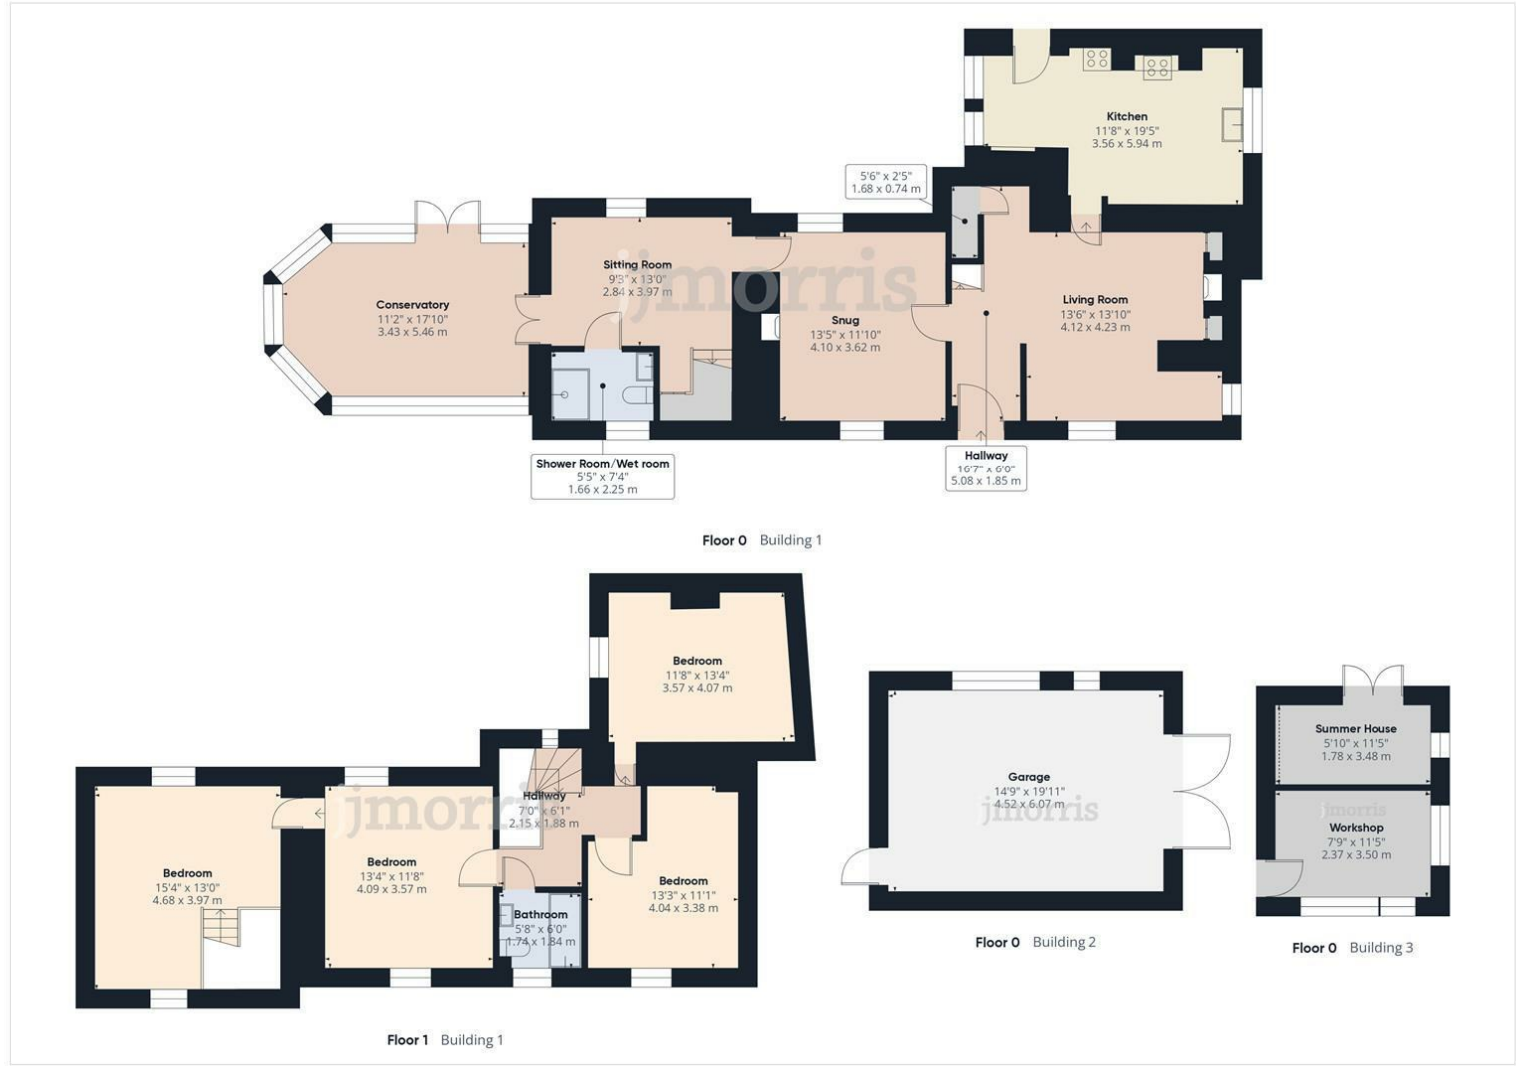 Kitchen
11'8" x 19'5"
3.56 x 5.94 m
5'6" x 2'5"
1.68 x 0.74 m
Sitting Room
9'3" x 13'0"
2.84 x 3.97 m
jjmorris
Conservatory
11'2" x 17'10"
3.43 x 5.46 m
Snug
13'5" x 11'10"
4.10 x 3.62 m
Living Room
13'6" x 13'10"
4.12 x 4.23 m
Shower Room/Wet room
5'5" x 7'4"
1.66 x 2.25 m
Hallway
16'7" x 6'0"
5.08 x 1.85 m
Floor 0 Building 1
Bedroom
11'8" x 13'4"
3.57 x 4.07 m
Hallway
7'0" x 6'1"
2.15 x 1.88 m
jjmorris
Bedroom
15'4" x 13'0"
4.68 x 3.97 m
Bedroom
13'4" x 11'8"
4.09 x 3.57 m
Bedroom
13'3" x 11'1"
4.04 x 3.38 m
Bathroom
5'8" x 6'0"
1.74 x 1.84 m
Floor 1 Building 1
Garage
14'9" x 19'11"
4.52 x 6.07 m
jjmorris
Floor 0 Building 2
Summer House
5'10" x 11'5"
1.78 x 3.48 m
jjmorris
Workshop
7'9" x 11'5"
2.37 x 3.50 m
Floor 0 Building 3